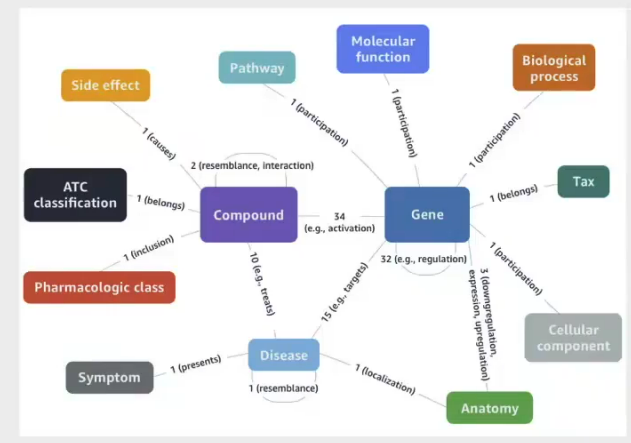 Molecular
function
Biological
process
Pathway
Side effect
1 (participation)
1 (participation)
1 (participation)
1 (causes)
2 (resemblance, interaction)
ATC
classification
1 (belongs)
Compound
34
(e.g., activation)
Gene
1 (belongs)
Tax
1 (inclusion)
32 (e.g., regulation)
1 (participation)
Pharmacologic class
10 (e.g., treats)
15 (e.g., targets)
3 (downgregulation,
expression, upregulation)
Cellular
component
Disease
1 (presents)
Symptom
1 (resemblance)
1 (localization)
Anatomy